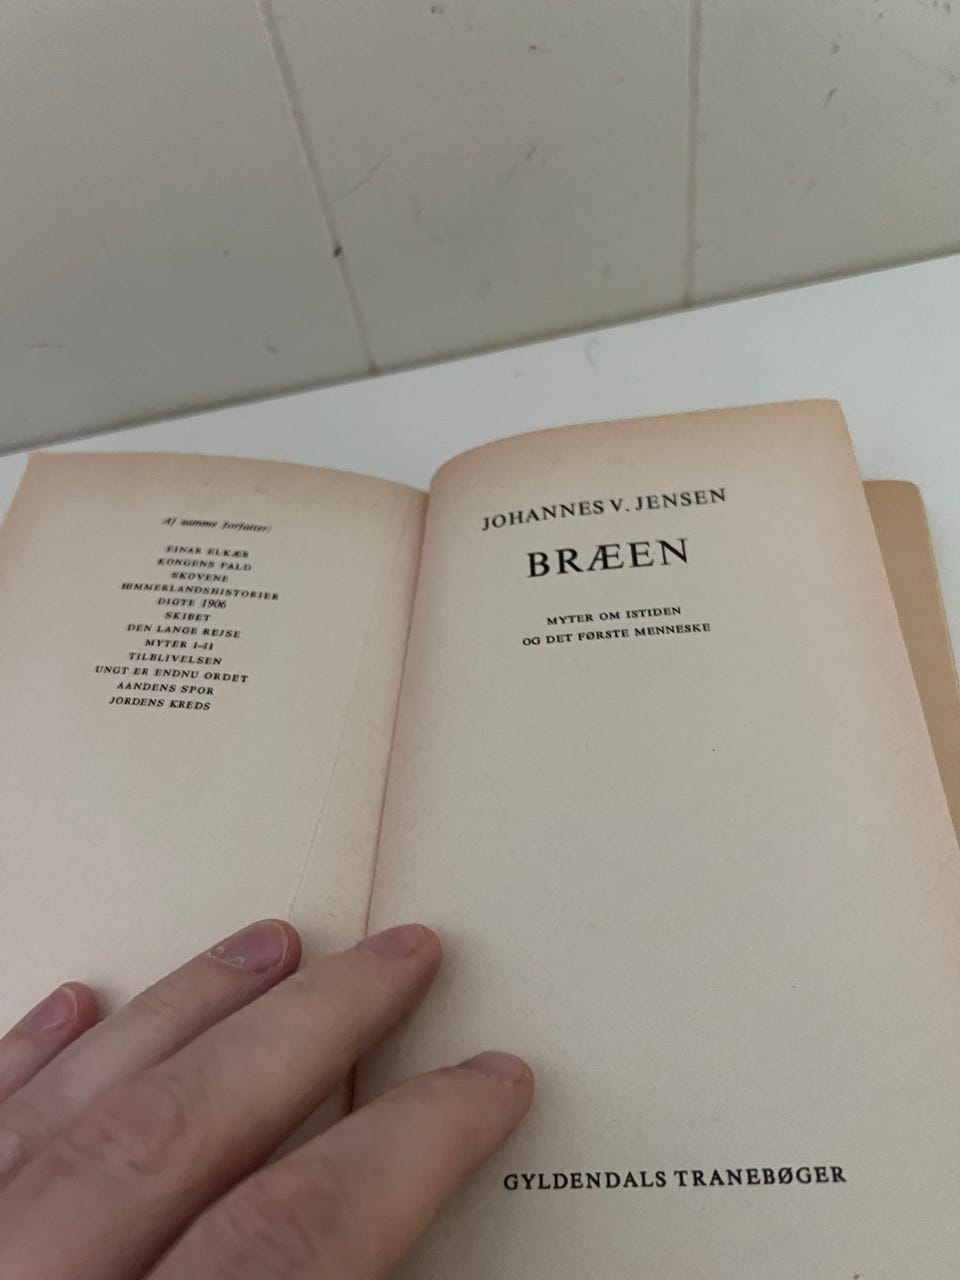 Af samme forfatter:
EINAR ELKÆR
KONGENS FALD
SKOVENE
HIMMERLANDSHISTORIER
DIGTE 1906
SKIBET
DEN LANGE REJSE
MYTER I-II
TILBLIVELSEN
UNGT ER ENDNU ORDET
AANDENS SPOR
JORDENS KREDS
JOHANNES V. JENSEN
BRÆEN
MYTER OM ISTIDEN
OG DET FØRSTE MENNESKE
GYLDENDALS TRANEBØGER